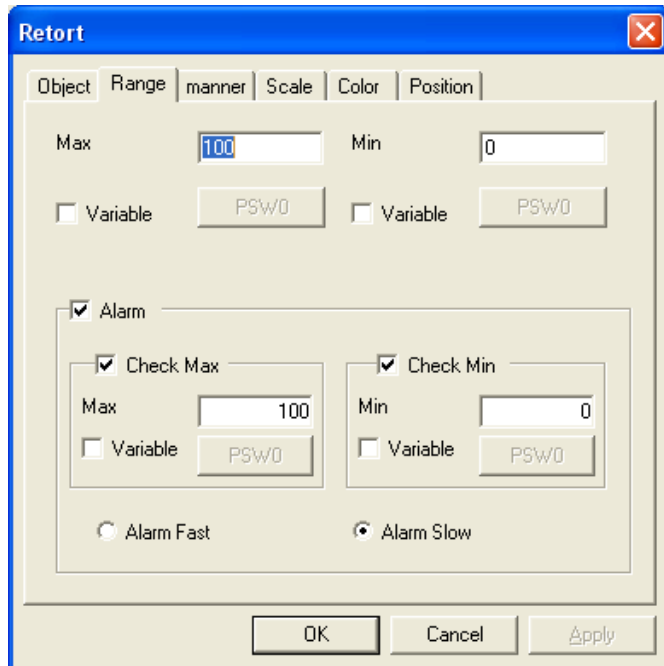 Retort
Object Range manner Scale Color Position
Max 100 Min 0
Variable PSW0 Variable PSW0
Alarm
Check Max Check Min
Max 100 Min 0
Variable PSW0 Variable PSW0
Alarm Fast Alarm Slow
OK Cancel Apply